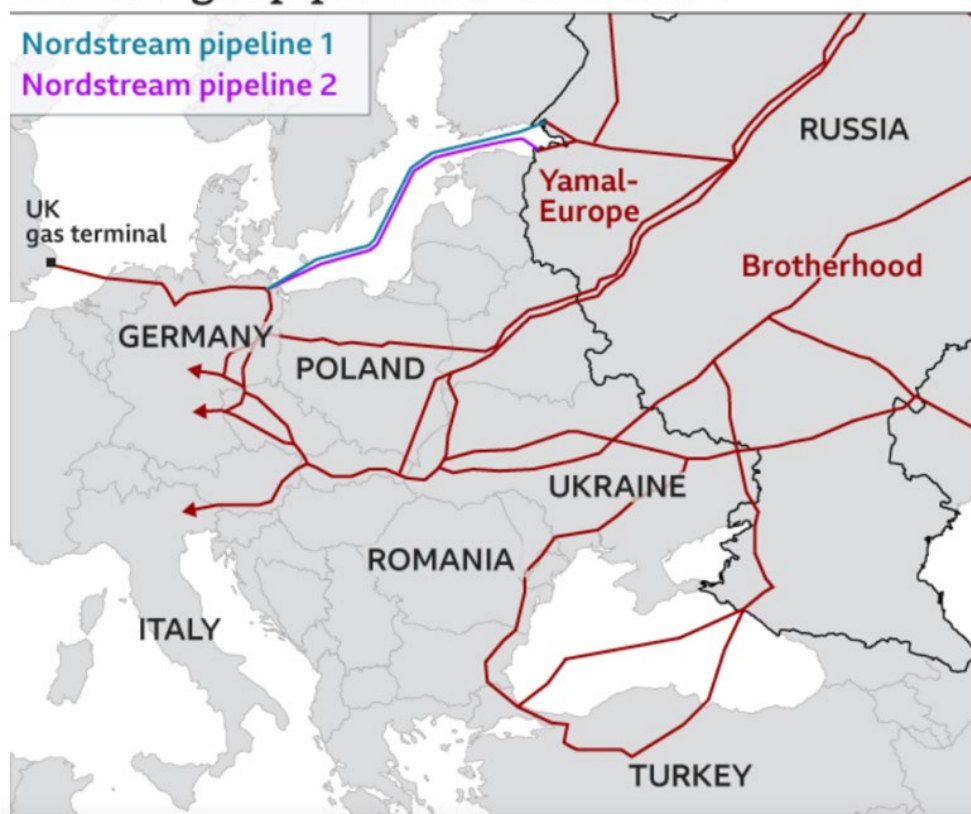 Nordstream pipeline 1
Nordstream pipeline 2
RUSSIA
Yamal-
Europe
UK
gas terminal
Brotherhood
GERMANY
POLAND
UKRAINE
ROMANIA
ITALY
TURKEY